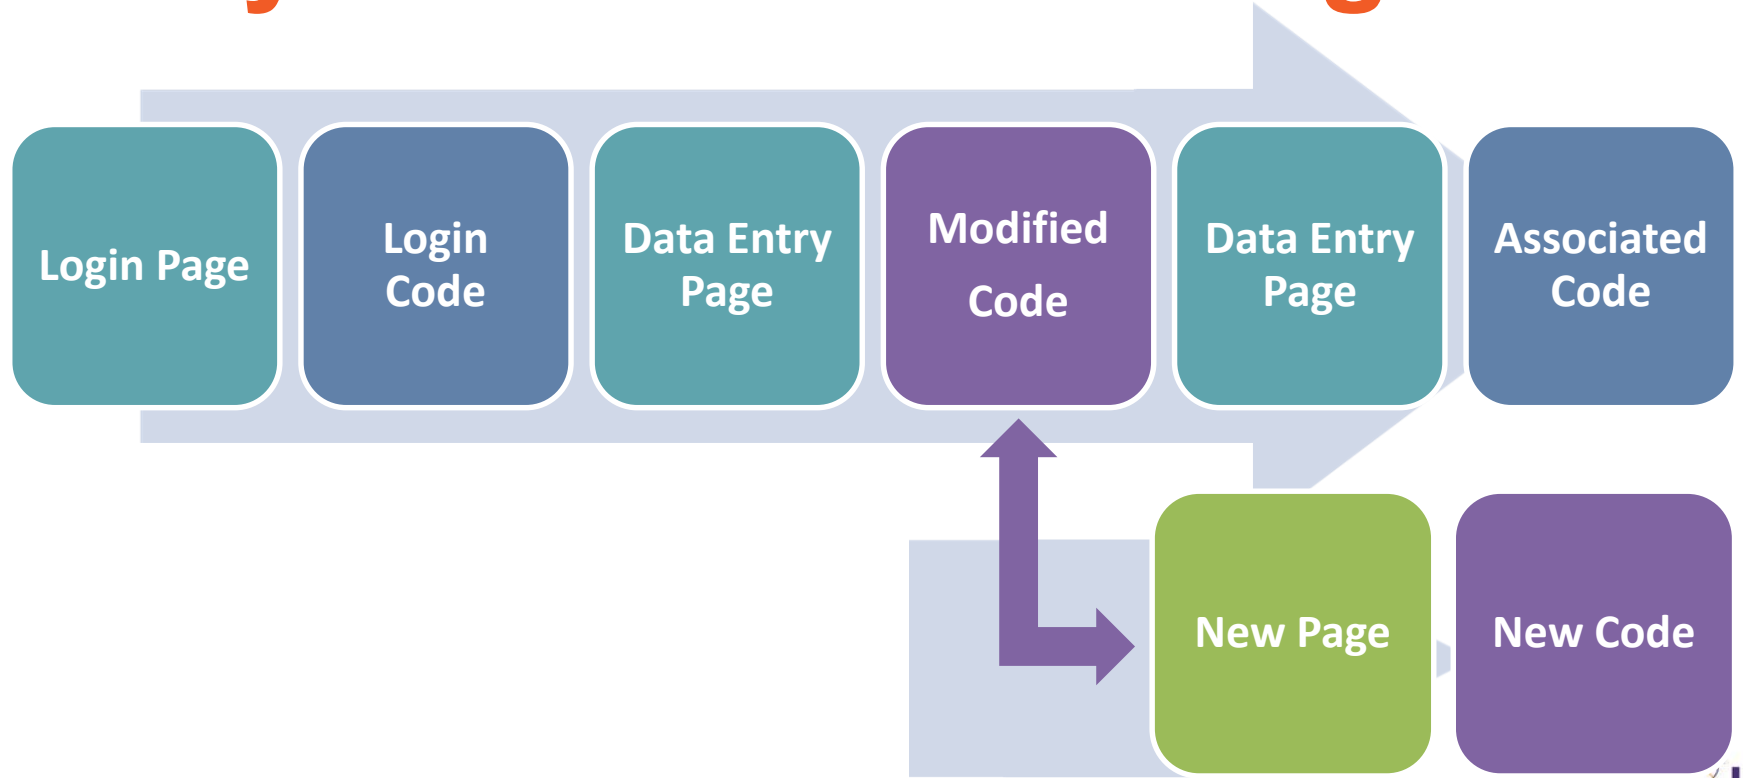 Login Page
Login
Code
Data Entry
Page
Modified
Code
Data Entry
Page
Associated
Code
New Page
New Code